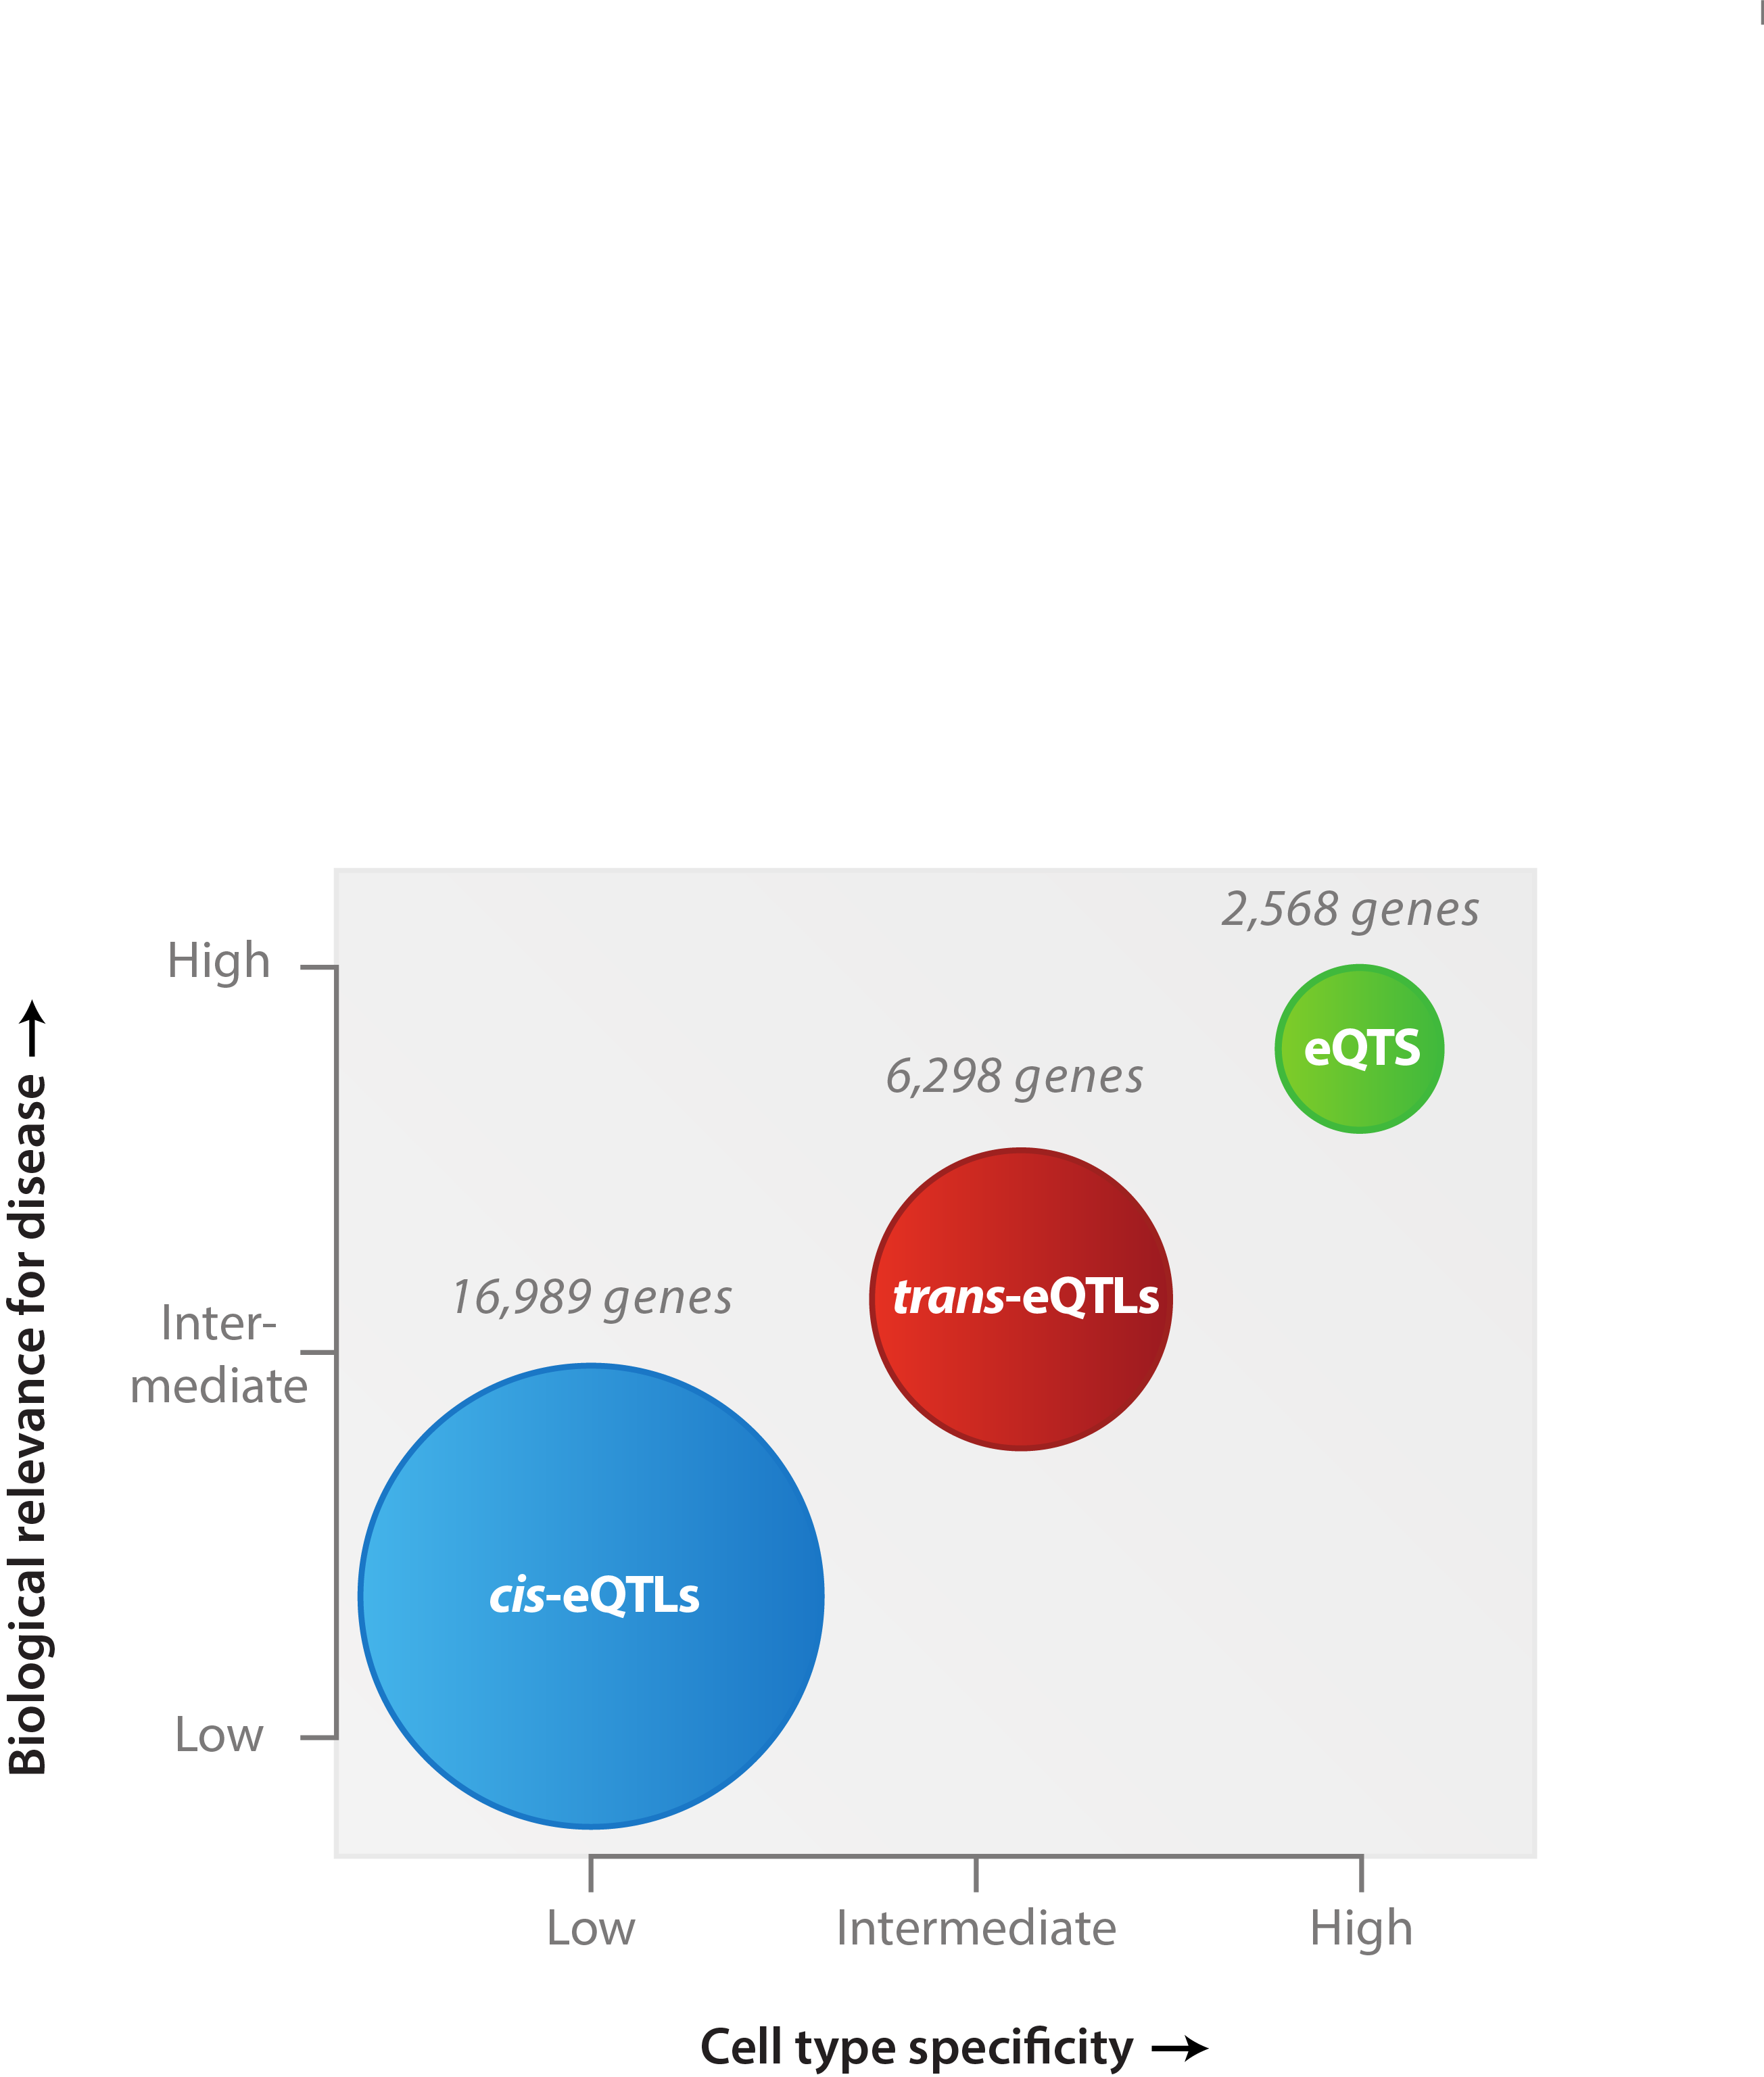 2,568 genes
High
eQTS
6,298 genes
trans-eQTLs
16,989 genes
Inter-
mediate
cis-eQTLs
Low
Biological relevance for disease →
Low
Intermediate
High
Cell type specificity →